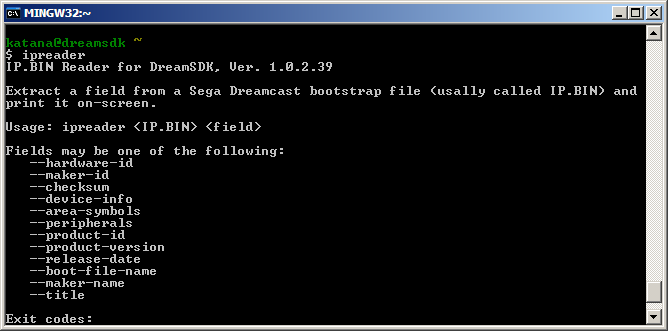 MINGW32:~
katana@dreamsdk ~
$ ipreader
IP.BIN Reader for DreamSDK, Ver. 1.0.2.39
Extract a field from a Sega Dreamcast bootstrap file (usally called IP.BIN) and
print it on-screen.
Usage: ipreader <IP.BIN> <field>
Fields may be one of the following:
--hardware-id
--maker-id
--checksum
--device-info
--area-symbols
--peripherals
--product-id
--product-version
--release-date
--boot-file-name
--maker-name
--title
Exit codes: